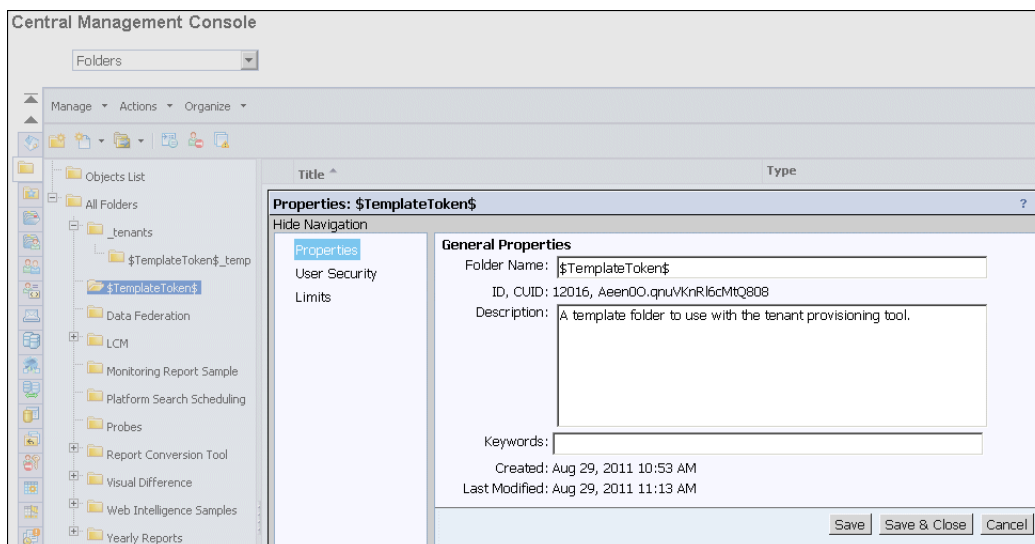 Central Management Console
Folders
Manage Actions Organize
Objects List
All Folders
_tenants
$TemplateToken$_temp
$TemplateToken$
Data Federation
LCM
Monitoring Report Sample
Platform Search Scheduling
Probes
Report Conversion Tool
Visual Difference
Web Intelligence Samples
Yearly Reports
Title Type
Properties: $TemplateToken$ ?
Hide Navigation
Properties
User Security
Limits
General Properties
Folder Name: $TemplateToken$
ID, CUID: 12016, Aeen0O.qnuVKnRl6cMtQ808
Description: A template folder to use with the tenant provisioning tool.
Keywords:
Created: Aug 29, 2011 10:53 AM
Last Modified: Aug 29, 2011 11:13 AM
Save Save & Close Cancel